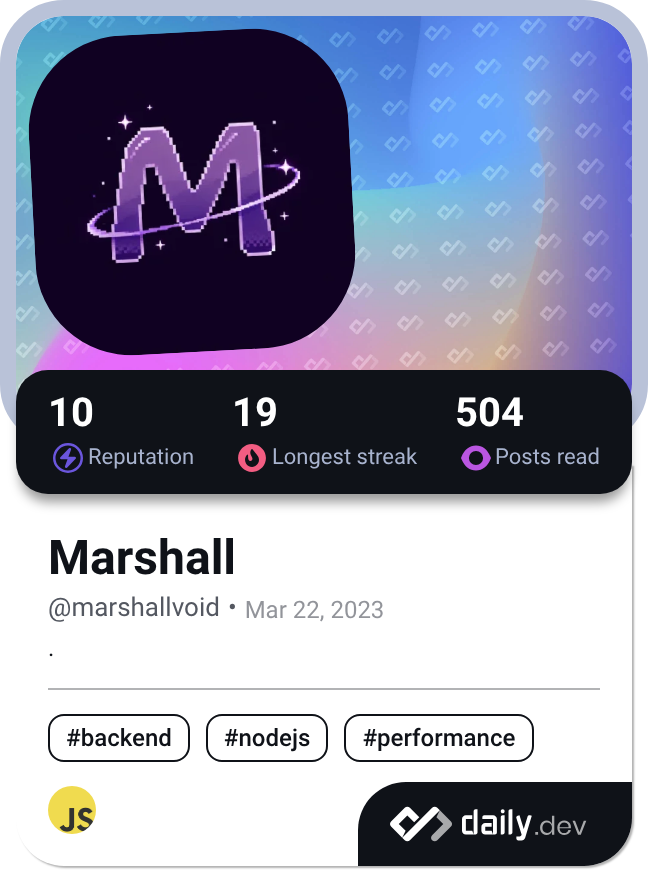 M
10 19 504
Reputation Longest streak Posts read
Marshall
@marshallvoid • Mar 22, 2023
.
#backend #nodejs #performance
JS
daily.dev